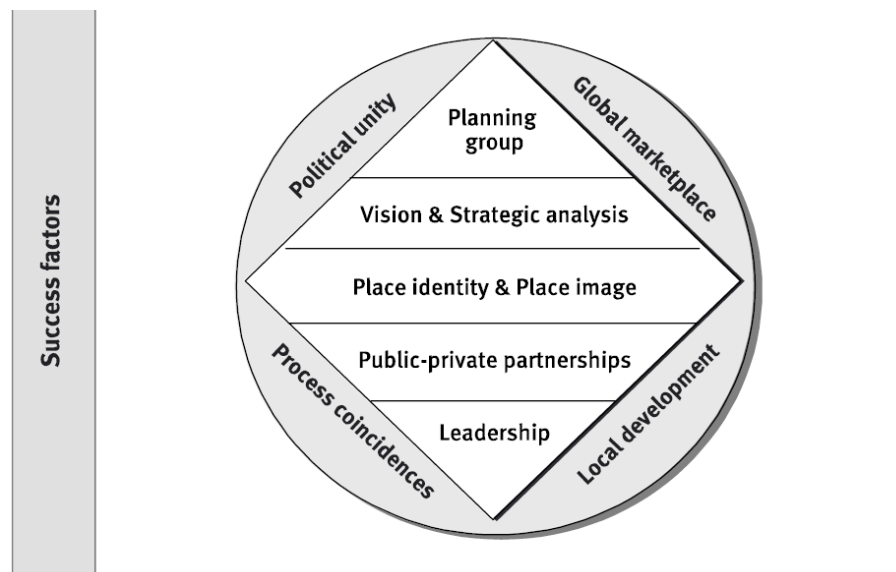 Success factors
Political unity
Global marketplace
Planning
group
Vision & Strategic analysis
Place identity & Place image
Public-private partnerships
Leadership
Process coincidences
Local development